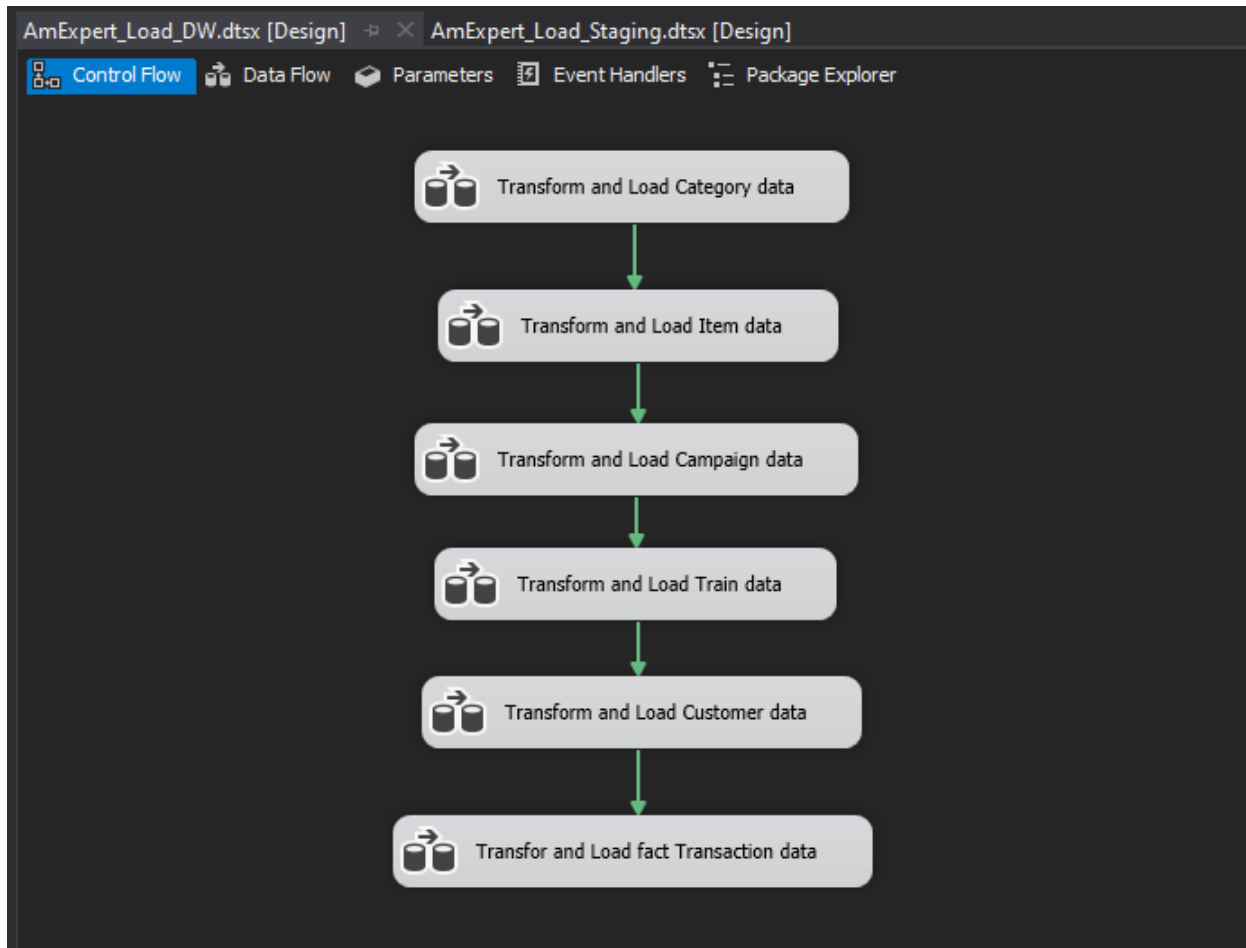 AmExpert_Load_DW.dtsx [Design] AmExpert_Load_Staging.dtsx [Design]
Control Flow Data Flow Parameters Event Handlers Package Explorer
Transform and Load Category data
Transform and Load Item data
Transform and Load Campaign data
Transform and Load Train data
Transform and Load Customer data
Transfor and Load fact Transaction data